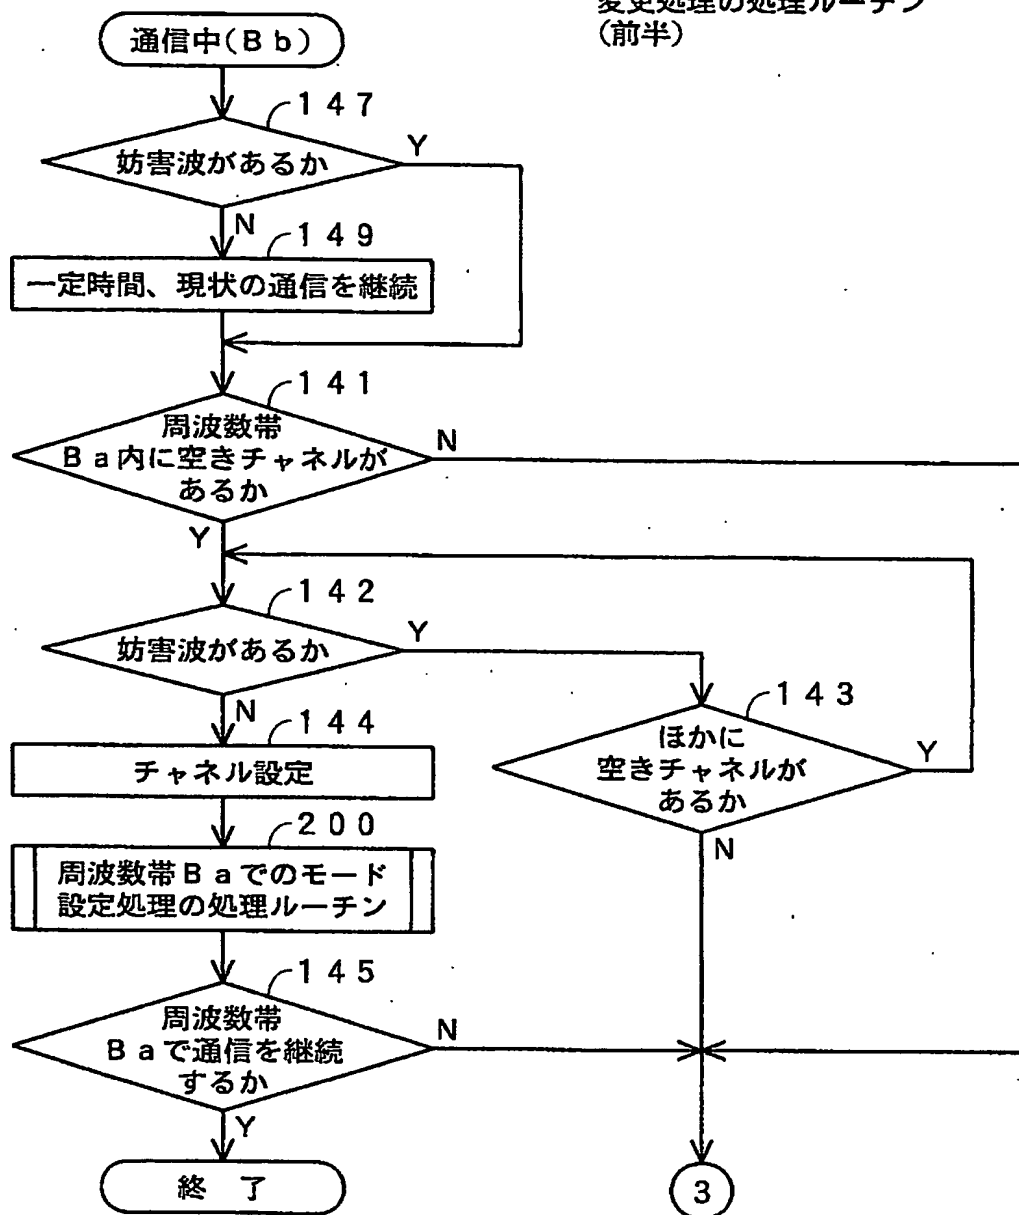 変更処理の処理ルーチン
(前半)
通信中(Bb)
147
妨害波があるか
Y
N
149
一定時間、現状の通信を継続
141
周波数帯
Ba内に空きチャネルが
あるか
N
Y
142
妨害波があるか
Y
N
143
ほかに
空きチャネルが
あるか
Y
N
144
チャネル設定
200
周波数帯Baでのモード
設定処理の処理ルーチン
145
周波数帯
Baで通信を継続
するか
N
Y
終 了
3